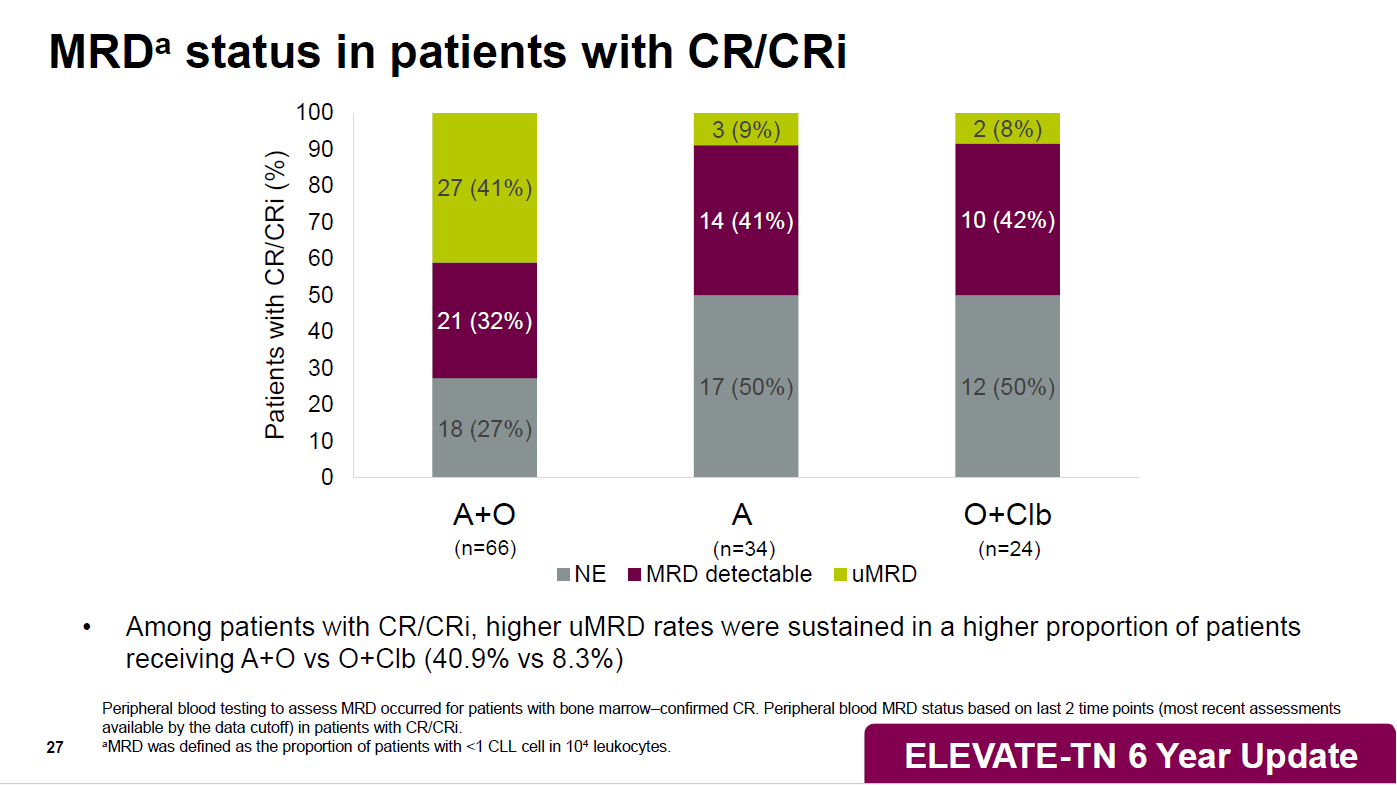 MRDᵃ status in patients with CR/CRi
Patients with CR/CRi (%)
100
90
80
70
60
50
40
30
20
10
0
27 (41%)
21 (32%)
18 (27%)
3 (9%)
14 (41%)
17 (50%)
2 (8%)
10 (42%)
12 (50%)
A+O
(n=66)
A
(n=34)
O+Clb
(n=24)
NE MRD detectable uMRD
• Among patients with CR/CRi, higher uMRD rates were sustained in a higher proportion of patients
receiving A+O vs O+Clb (40.9% vs 8.3%)
Peripheral blood testing to assess MRD occurred for patients with bone marrow–confirmed CR. Peripheral blood MRD status based on last 2 time points (most recent assessments
available by the data cutoff) in patients with CR/CRi.
ᵃMRD was defined as the proportion of patients with <1 CLL cell in 10⁴ leukocytes.
27
ELEVATE-TN 6 Year Update